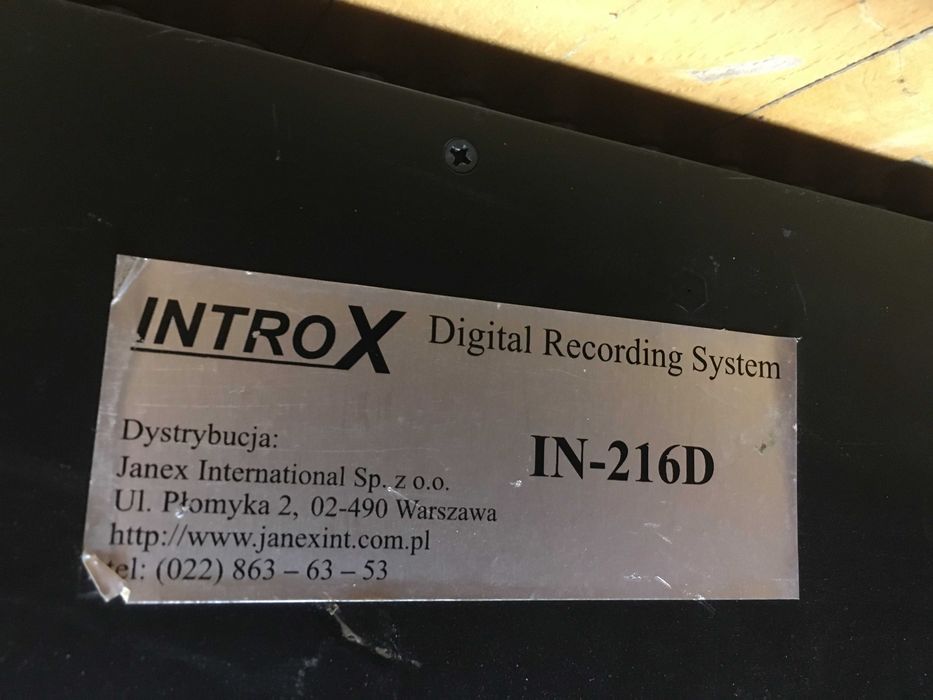 INTROX Digital Recording System
IN-216D
Dystrybucja:
Janex International Sp. z o.o.
Ul. Płomyka 2, 02-490 Warszawa
http://www.janexint.com.pl
tel: (022) 863 – 63 – 53